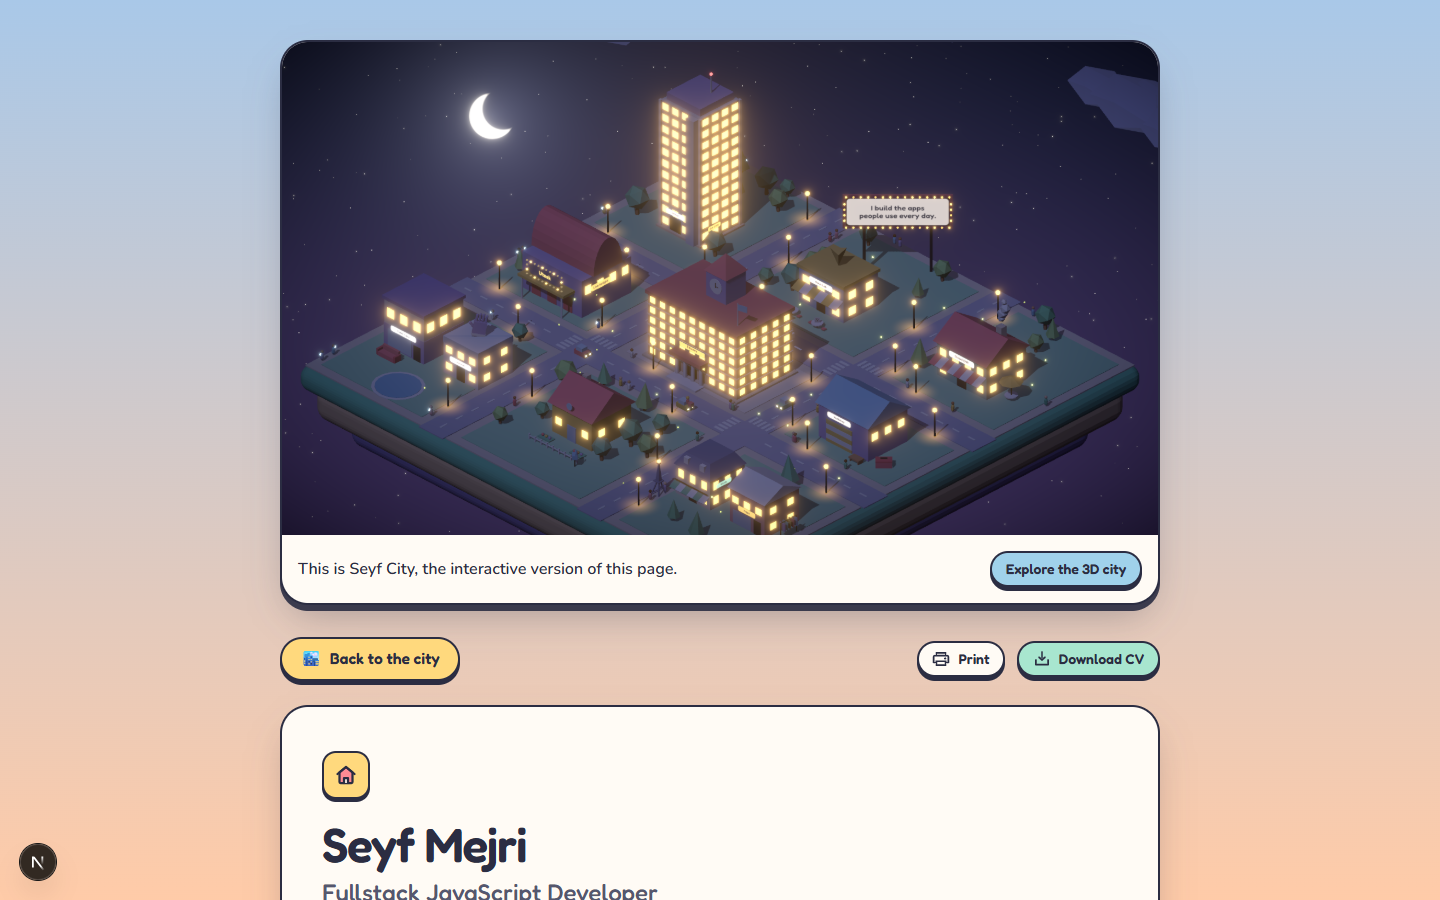 I build the apps
people use every day.
This is Seyf City, the interactive version of this page.
Explore the 3D city
Back to the city
Print
Download CV
Seyf Mejri
Fullstack JavaScript Developer
N